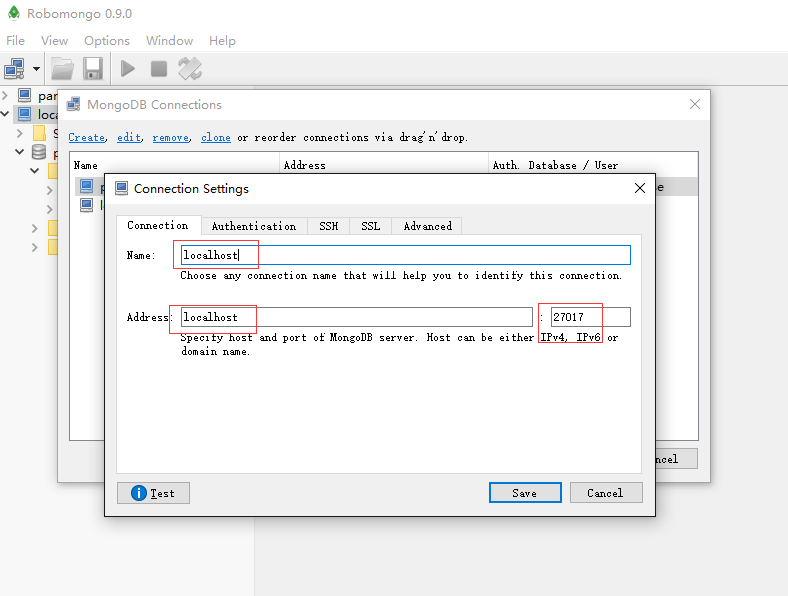 Robomongo 0.9.0
File View Options Window Help
MongoDB Connections
Create, edit, remove, clone or reorder connections via drag'n'drop.
Name Address Auth. Database / User
Connection Settings
Connection Authentication SSH SSL Advanced
Name: localhost
Choose any connection name that will help you to identify this connection.
Address: localhost : 27017
Specify host and port of MongoDB server. Host can be either IPv4, IPv6 or
domain name.
Test Save Cancel